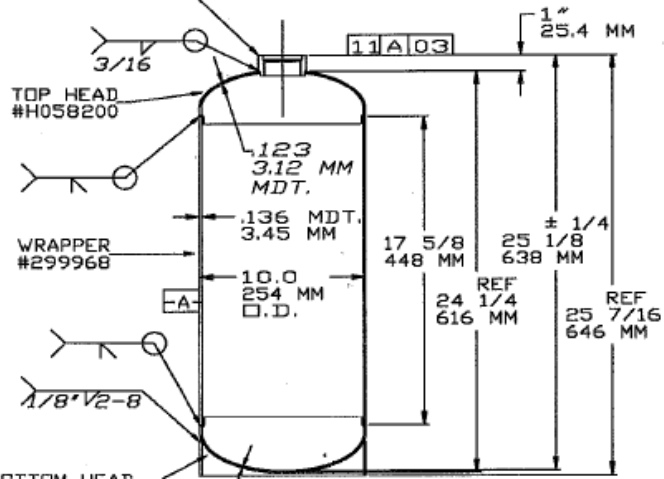 1"
25.4 MM
11 A 03
3/16
TOP HEAD
#H058200
.123
3.12 MM
MDT.
.136 MDT.
3.45 MM
WRAPPER
#299968
10.0
254 MM
O.D.
-A-
17 5/8
448 MM
± 1/4
25 1/8
638 MM
REF
24 1/4
616 MM
REF
25 7/16
646 MM
1/8" V2-8
BOTTOM HEAD